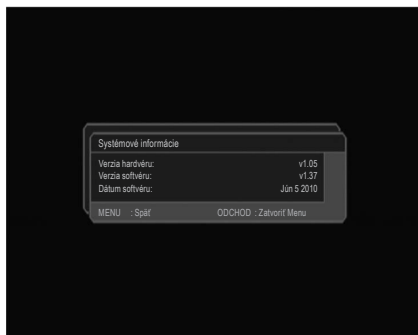 Systémové informácie
Verzia hardvéru: v1.05
Verzia softvéru: v1.37
Dátum softvéru: Jún 5 2010
MENU : Späť ODCHOD : Zatvoriť Menu